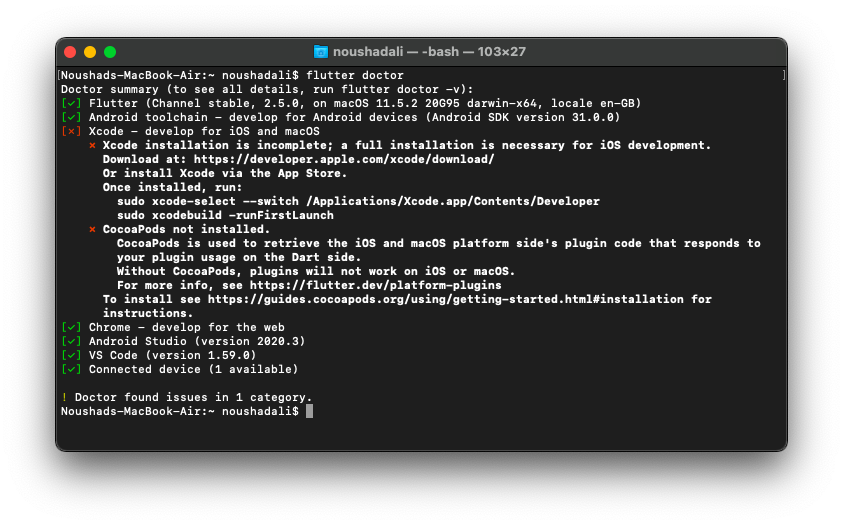 noushadali — -bash — 103×27
[Noushads-MacBook-Air:~ noushadali$ flutter doctor ]
Doctor summary (to see all details, run flutter doctor -v):
[✓] Flutter (Channel stable, 2.5.0, on macOS 11.5.2 20G95 darwin-x64, locale en-GB)
[✓] Android toolchain - develop for Android devices (Android SDK version 31.0.0)
[✗] Xcode - develop for iOS and macOS
    ✗ Xcode installation is incomplete; a full installation is necessary for iOS development.
      Download at: https://developer.apple.com/xcode/download/
      Or install Xcode via the App Store.
      Once installed, run:
        sudo xcode-select --switch /Applications/Xcode.app/Contents/Developer
        sudo xcodebuild -runFirstLaunch
    ✗ CocoaPods not installed.
        CocoaPods is used to retrieve the iOS and macOS platform side's plugin code that responds to
        your plugin usage on the Dart side.
        Without CocoaPods, plugins will not work on iOS or macOS.
        For more info, see https://flutter.dev/platform-plugins
      To install see https://guides.cocoapods.org/using/getting-started.html#installation for
      instructions.
[✓] Chrome - develop for the web
[✓] Android Studio (version 2020.3)
[✓] VS Code (version 1.59.0)
[✓] Connected device (1 available)
! Doctor found issues in 1 category.
Noushads-MacBook-Air:~ noushadali$